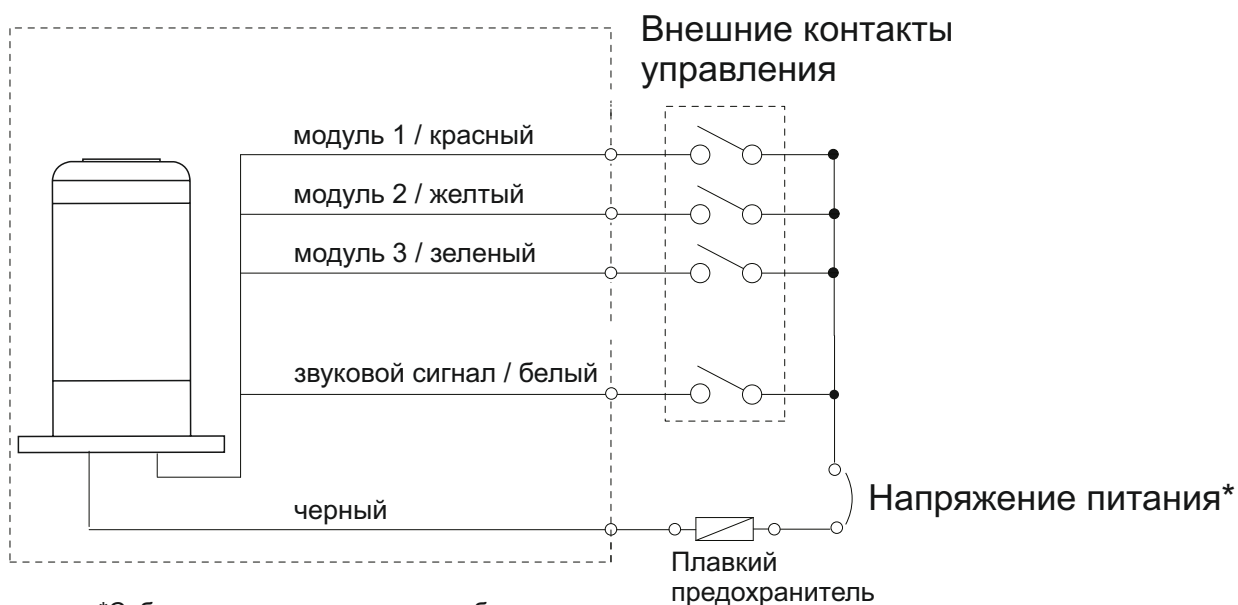 Внешние контакты
управления
модуль 1 / красный
модуль 2 / желтый
модуль 3 / зеленый
звуковой сигнал / белый
Напряжение питания*
черный
Плавкий
предохранитель